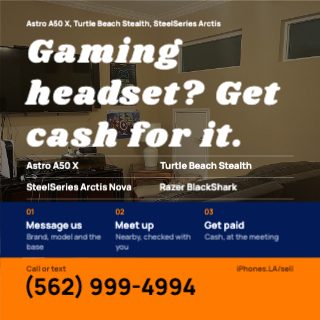 Astro A50 X, Turtle Beach Stealth, SteelSeries Arctis
Gaming
headset? Get
cash for it.
Astro A50 X
Turtle Beach Stealth
SteelSeries Arctis Nova
Razer BlackShark
01
02
03
Message us
Meet up
Get paid
Brand, model and the
base
Nearby, checked with
you
Cash, at the meeting
Call or text
iPhones.LA/sell
(562) 999-4994